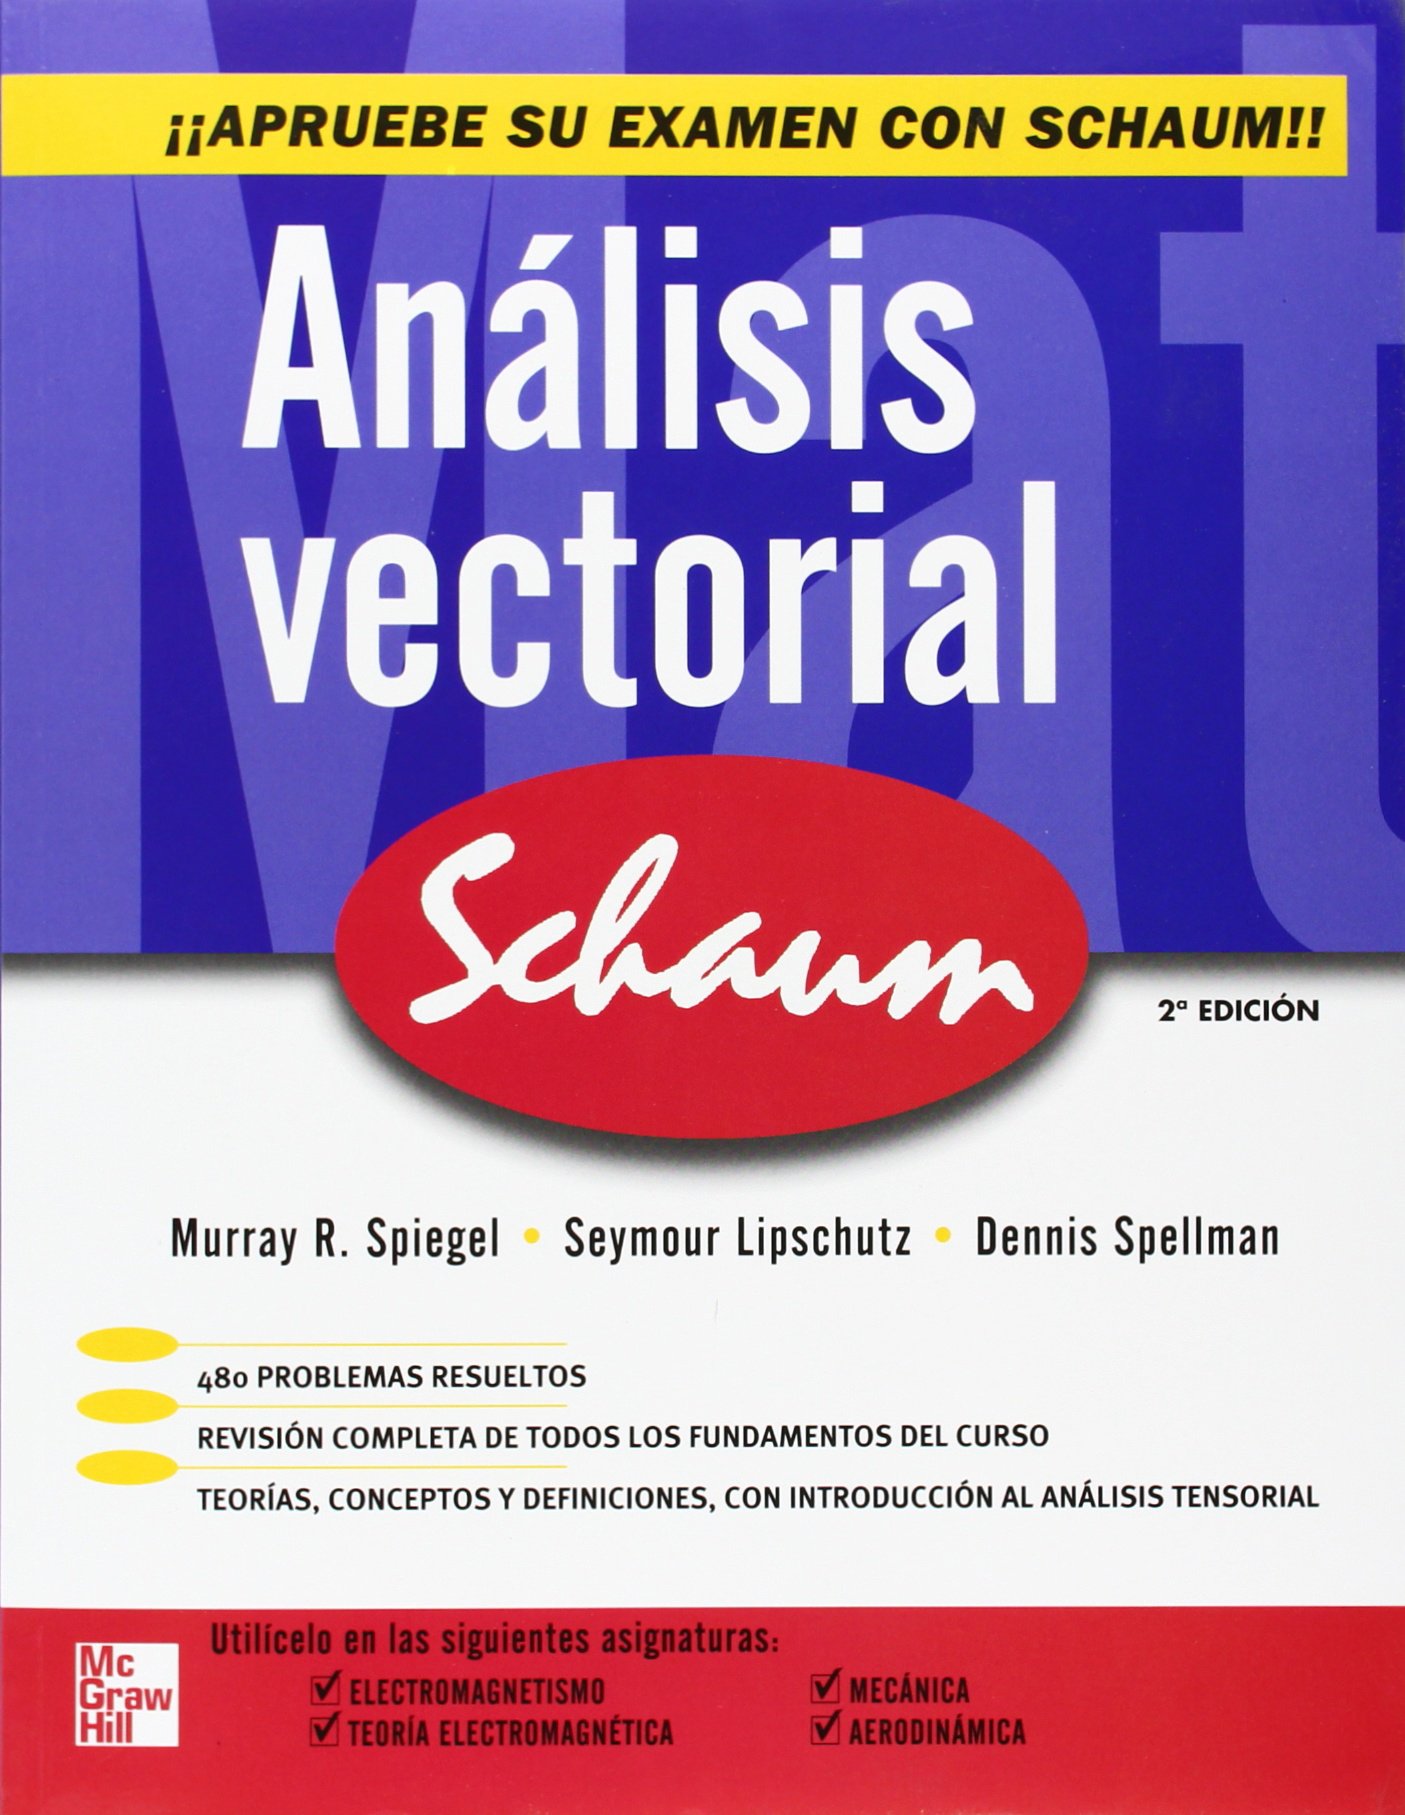 ¡¡APRUEBE SU EXAMEN CON SCHAUM!!
Mat
Análisis
vectorial
Schaum
2ª EDICIÓN
Murray R. Spiegel • Seymour Lipschutz • Dennis Spellman
480 PROBLEMAS RESUELTOS
REVISIÓN COMPLETA DE TODOS LOS FUNDAMENTOS DEL CURSO
TEORÍAS, CONCEPTOS Y DEFINICIONES, CON INTRODUCCIÓN AL ANÁLISIS TENSORIAL
Utilícelo en las siguientes asignaturas:
ELECTROMAGNETISMO
TEORÍA ELECTROMAGNÉTICA
MECÁNICA
AERODINÁMICA
Mc
Graw
Hill